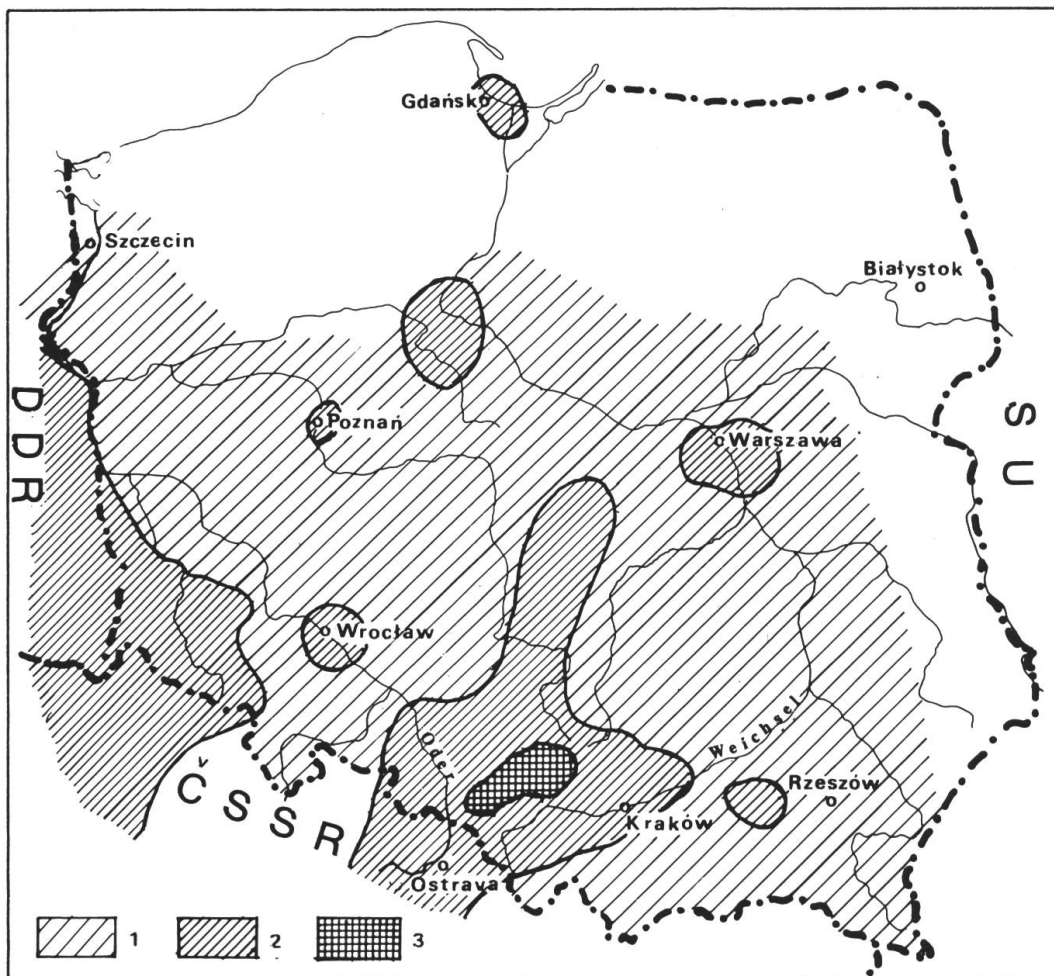 Gdańsk
Szczecin
Białystok
DDR
SU
Poznań
Warszawa
Wrocław
Oder
Weichsel
Rzeszów
Kraków
ČSSR
Ostrava
1
2
3